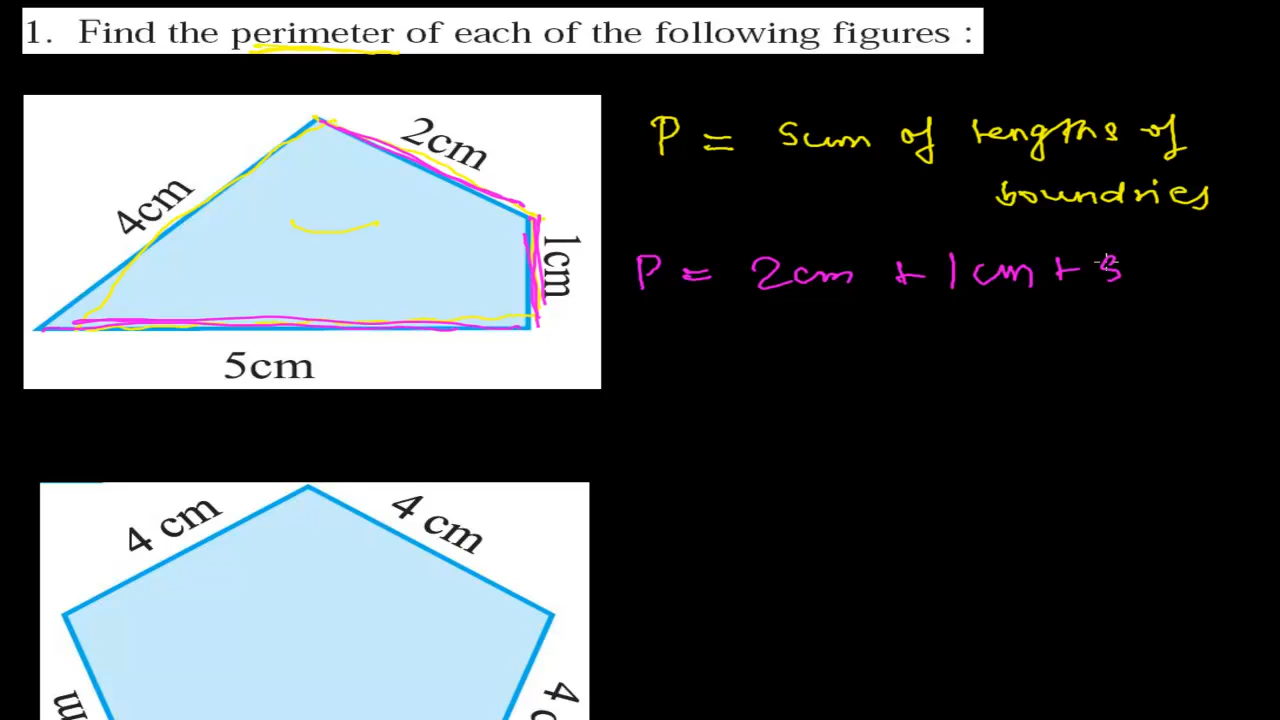 1. Find the perimeter of each of the following figures :
P = Sum of lengths of
boundries
2cm
4cm
1cm
P = 2cm + 1cm + 5
5cm
4 cm
4 cm